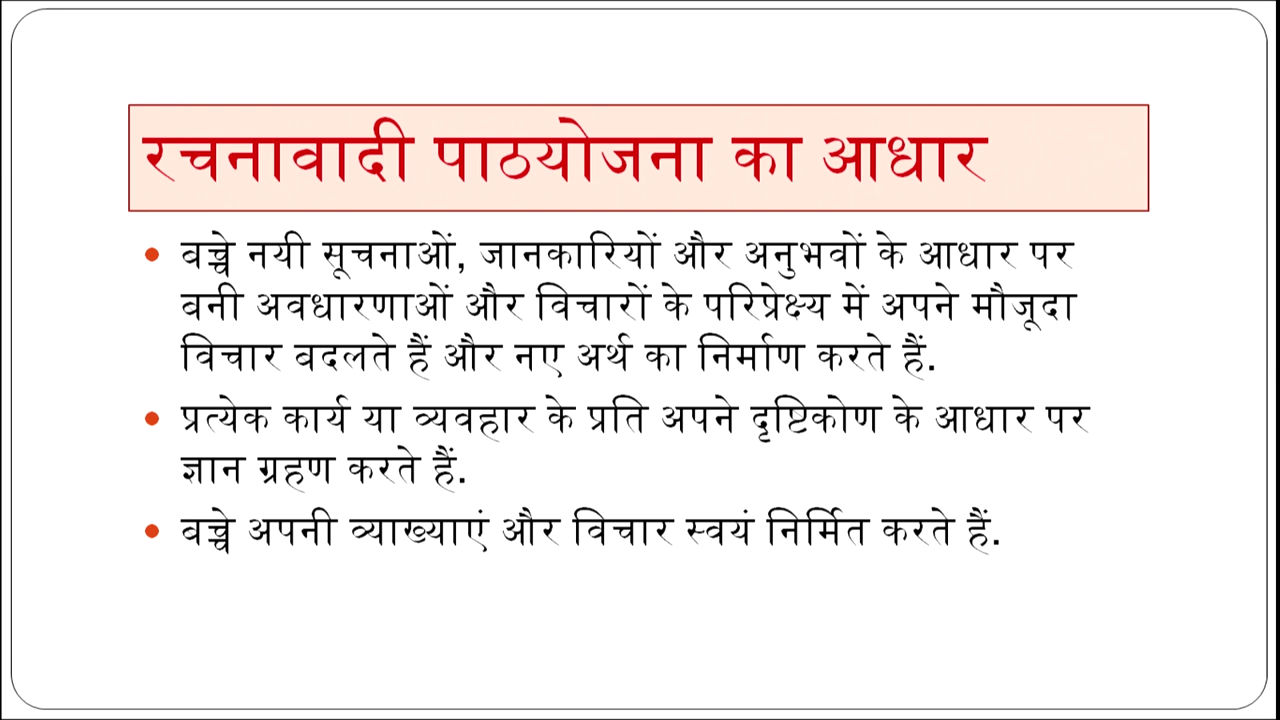 रचनावादी पाठयोजना का आधार
बच्चे नयी सूचनाओं, जानकारियों और अनुभवों के आधार पर
बनी अवधारणाओं और विचारों के परिप्रेक्ष्य में अपने मौजूदा
विचार बदलते हैं और नए अर्थ का निर्माण करते हैं.
प्रत्येक कार्य या व्यवहार के प्रति अपने दृष्टिकोण के आधार पर
ज्ञान ग्रहण करते हैं.
बच्चे अपनी व्याख्याएं और विचार स्वयं निर्मित करते हैं.